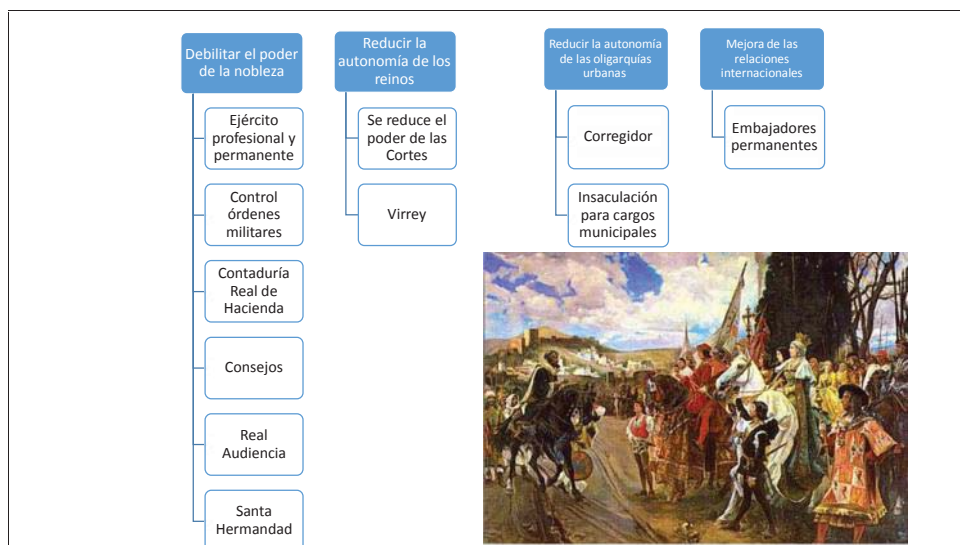 Debilitar el poder
de la nobleza
Ejército
profesional y
permanente
Control
órdenes
militares
Contaduría
Real de
Hacienda
Consejos
Real
Audiencia
Santa
Hermandad
Reducir la
autonomía de los
reinos
Se reduce el
poder de las
Cortes
Virrey
Reducir la autonomía
de las oligarquías
urbanas
Corregidor
Insaculación
para cargos
municipales
Mejora de las
relaciones
internacionales
Embajadores
permanentes